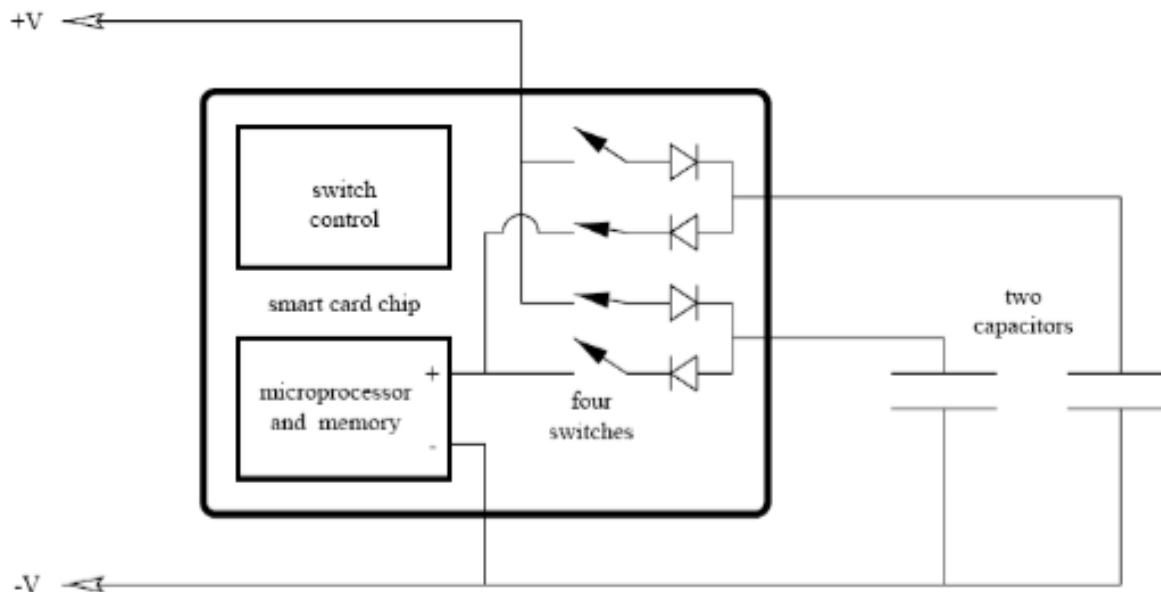 +V
switch
control
smart card chip
two
capacitors
+
microprocessor
and memory
-
four
switches
-V